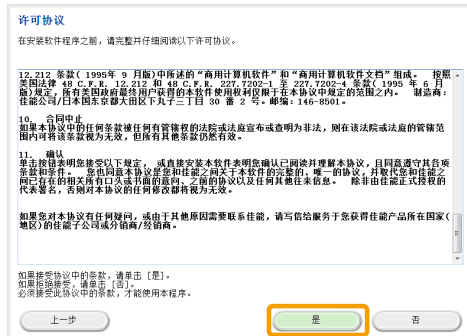 许可协议
在安装软件程序之前，请完整并仔细阅读以下许可协议。
12.212 条款( 1995年 9 月版)中所述的“商用计算机软件”和“商用计算机软件文档”组成。 按照
美国法律 48 C.F.R. 12.212 和 48 C.F.R. 227.7202-1 至 227.7202-4 条款( 1995 年 6 月
版)规定，所有美国政府最终用户获得的本软件使用权利仅限于在本协议中规定的范围之内。 制造商：
佳能公司/日本国东京都大田区下丸子三丁目 30 番 2 号。邮编：146-8501。
10. 合同中止
如果本协议中的任何条款被任何有管辖权的法院或法庭宣布或查明为非法，则在该法院或法庭的管辖范
围内可将该条款视为无效，但所有其他条款仍然有效。
11. 确认
单击按钮表明您接受以下规定， 或直接安装本软件表明您确认已阅读并理解本协议，且同意遵守其各项
条款和条件。 您也同意本协议是您和佳能之间关于本软件的完整的、唯一的协议，并取代您和佳能之
间已存在的相关所有口头或书面的意向、之前的协议以及任何其他往来信息。 除非由佳能正式授权的
代表署名，否则对本协议的任何修改都将视为无效。
如果您对本协议有任何疑问，或由于其他原因需要联系佳能，请写信给服务于您获得佳能产品所在国家(
地区)的佳能子公司或分销商/经销商。
如果接受协议中的条款，请单击 [是]。
如果拒绝接受，请单击 [否]。
必须接受此协议中的条款，才能使用本程序。
上一步
是
否